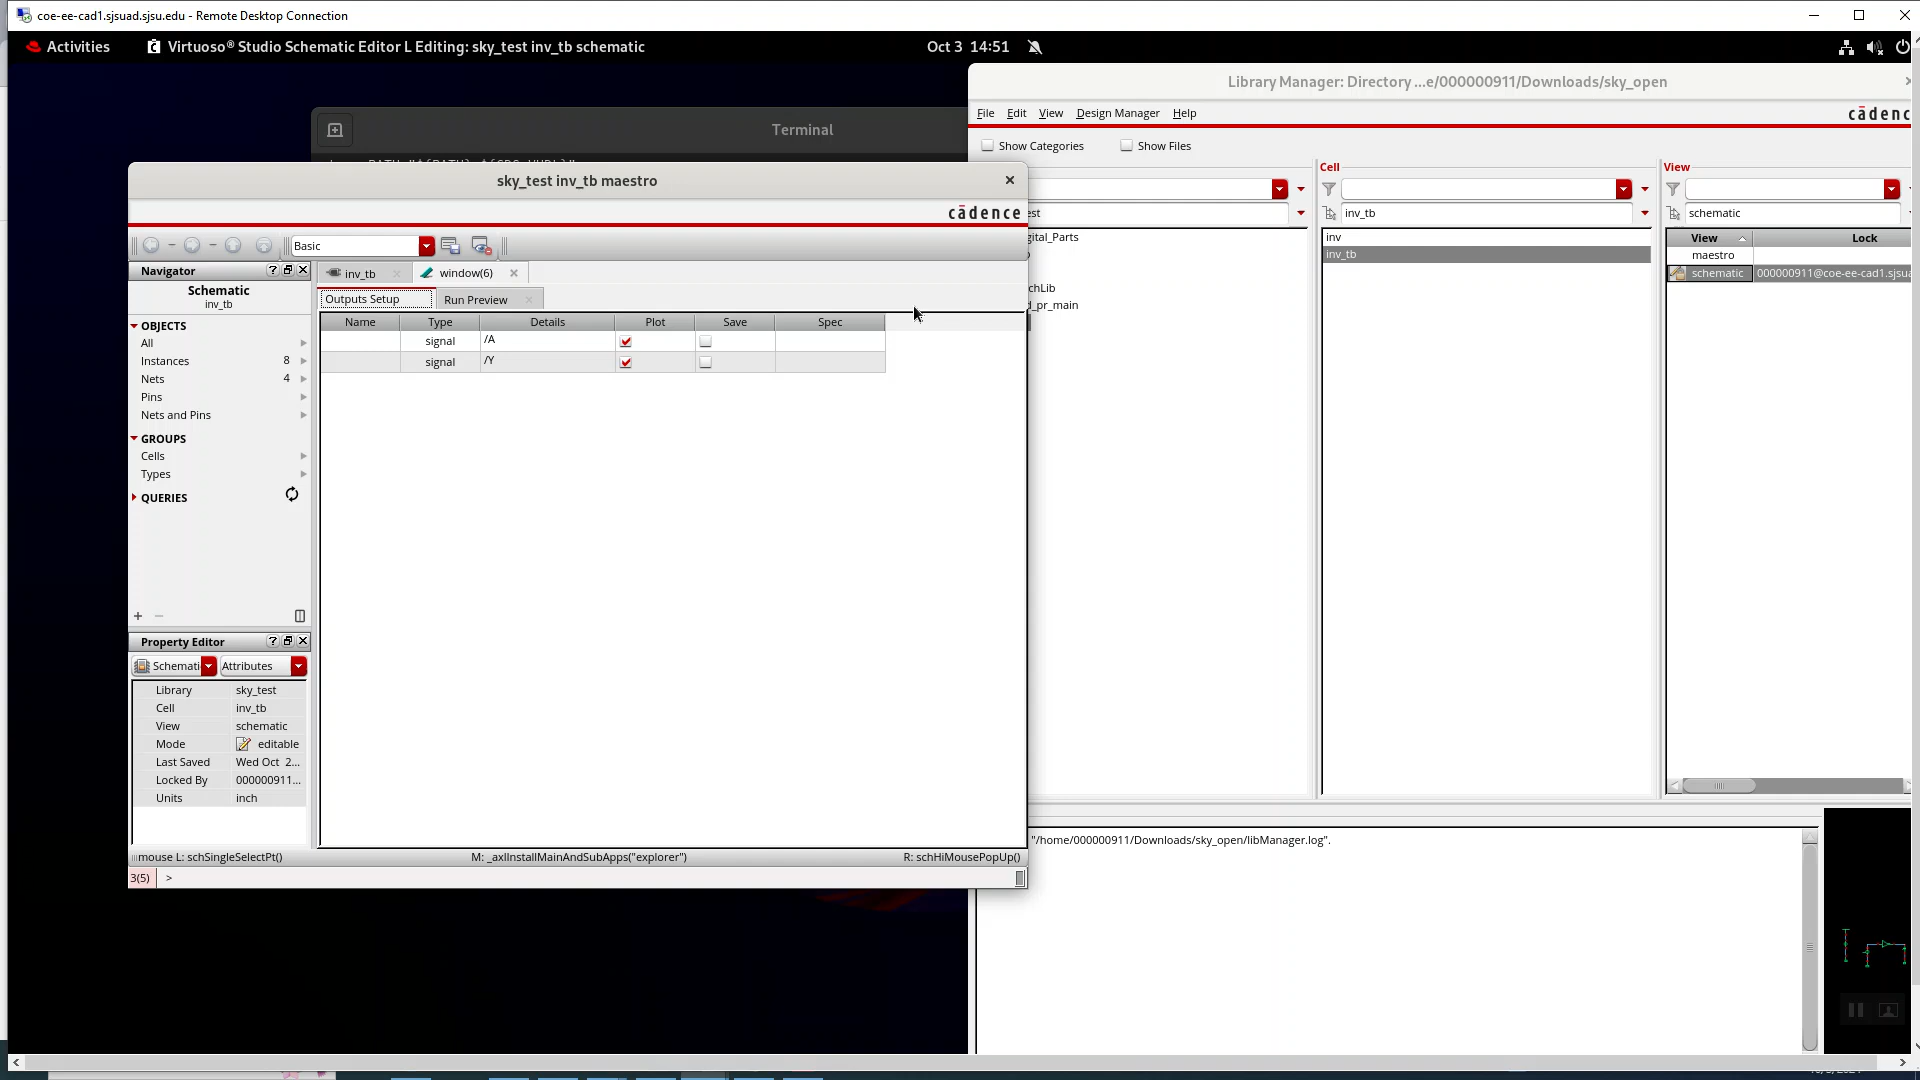 coe-ee-cad1.sjsuad.sjsu.edu - Remote Desktop Connection
Activities
Virtuoso® Studio Schematic Editor L Editing: sky_test inv_tb schematic
Oct 3 14:51
Library Manager: Directory ...e/000000911/Downloads/sky_open
File Edit View Design Manager Help
cādenc
Show Categories Show Files
Terminal
sky_test inv_tb maestro
cādence
Basic
Navigator
Schematic
inv_tb
OBJECTS
All
Instances 8
Nets 4
Pins
Nets and Pins
GROUPS
Cells
Types
QUERIES
Property Editor
Schemati Attributes
Library sky_test
Cell inv_tb
View schematic
Mode editable
Last Saved Wed Oct 2...
Locked By 000000911...
Units inch
inv_tb window(6)
Outputs Setup Run Preview
Name Type Details Plot Save Spec
signal /A
signal /Y
mouse L: schSingleSelectPt() M: _axlInstallMainAndSubApps("explorer") R: schHiMousePopUp()
3(5) >
est
gital_Parts
chLib
d_pr_main
Cell
inv_tb
inv
inv_tb
View
schematic
View Lock
maestro
schematic 000000911@coe-ee-cad1.sjsua
"/home/000000911/Downloads/sky_open/libManager.log".